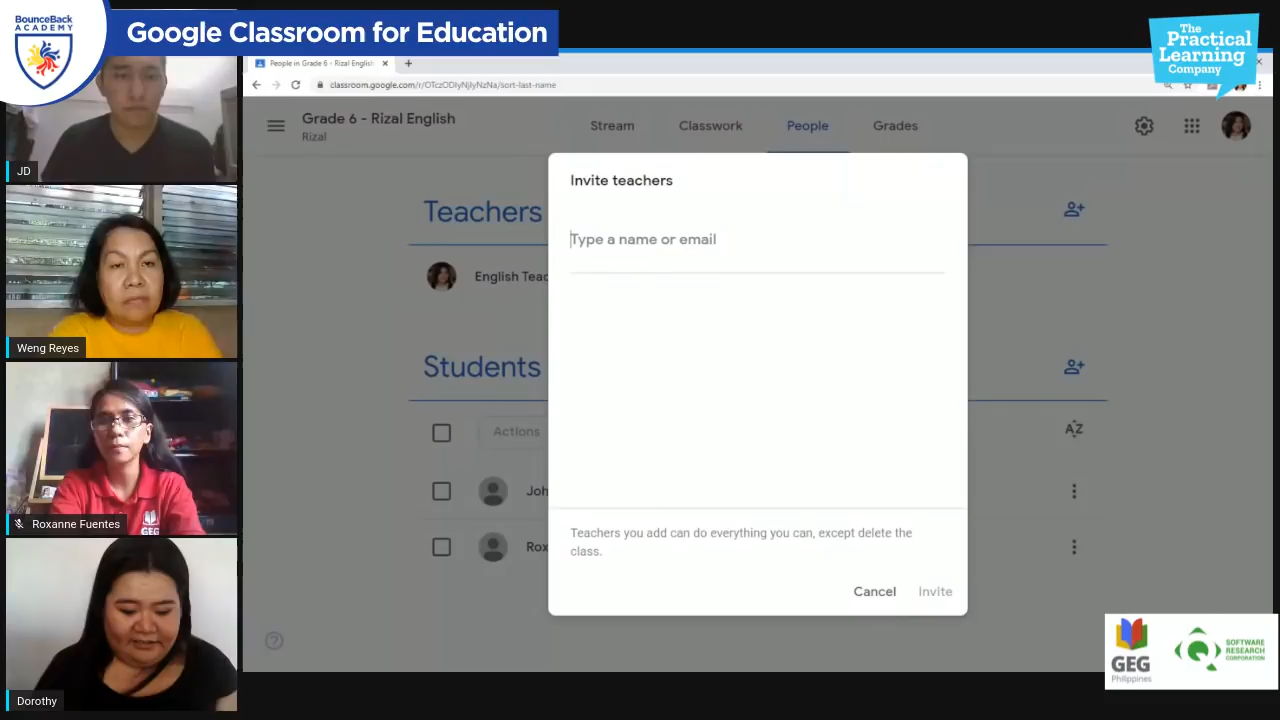 BounceBack
ACADEMY
Google Classroom for Education
The
Practical
Learning
Company
People in Grade 6 - Rizal English
classroom.google.com/r/OTczODIyNjIyNzNa/sort-last-name
Grade 6 - Rizal English
Rizal
Stream
Classwork
People
Grades
Invite teachers
Type a name or email
Teachers
English Teac
Students
Actions
AZ
Joh
Rox
Teachers you add can do everything you can, except delete the
class.
Cancel
Invite
JD
Weng Reyes
Roxanne Fuentes
GEG
Dorothy
GEG
Philippines
SOFTWARE
RESEARCH
CORPORATION